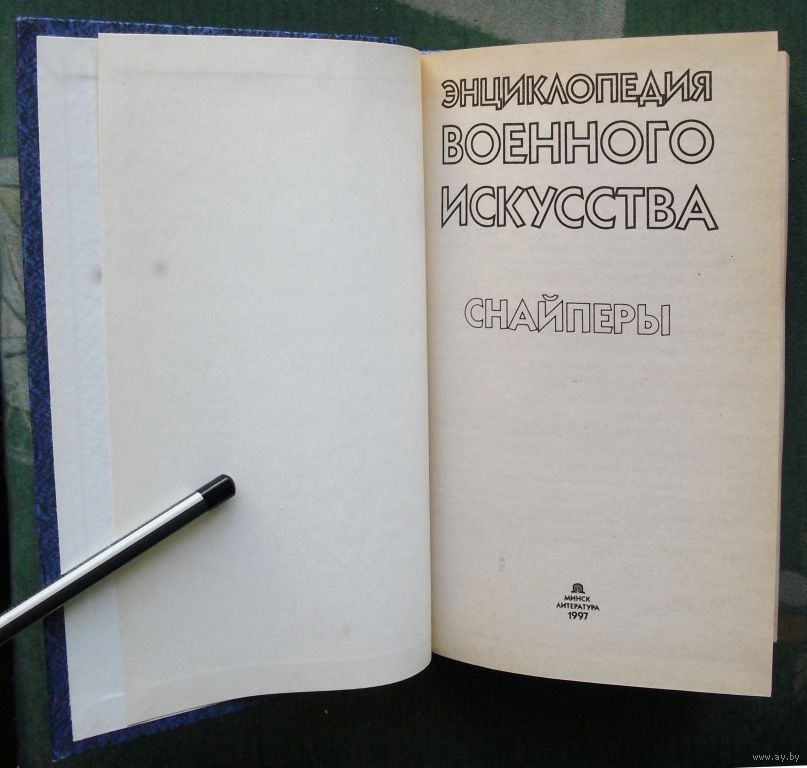 ЭНЦИКЛОПЕДИЯ
ВОЕННОГО
ИСКУССТВА
СНАЙПЕРЫ
МИНСК
ЛИТЕРАТУРА
1997
www.ay.by